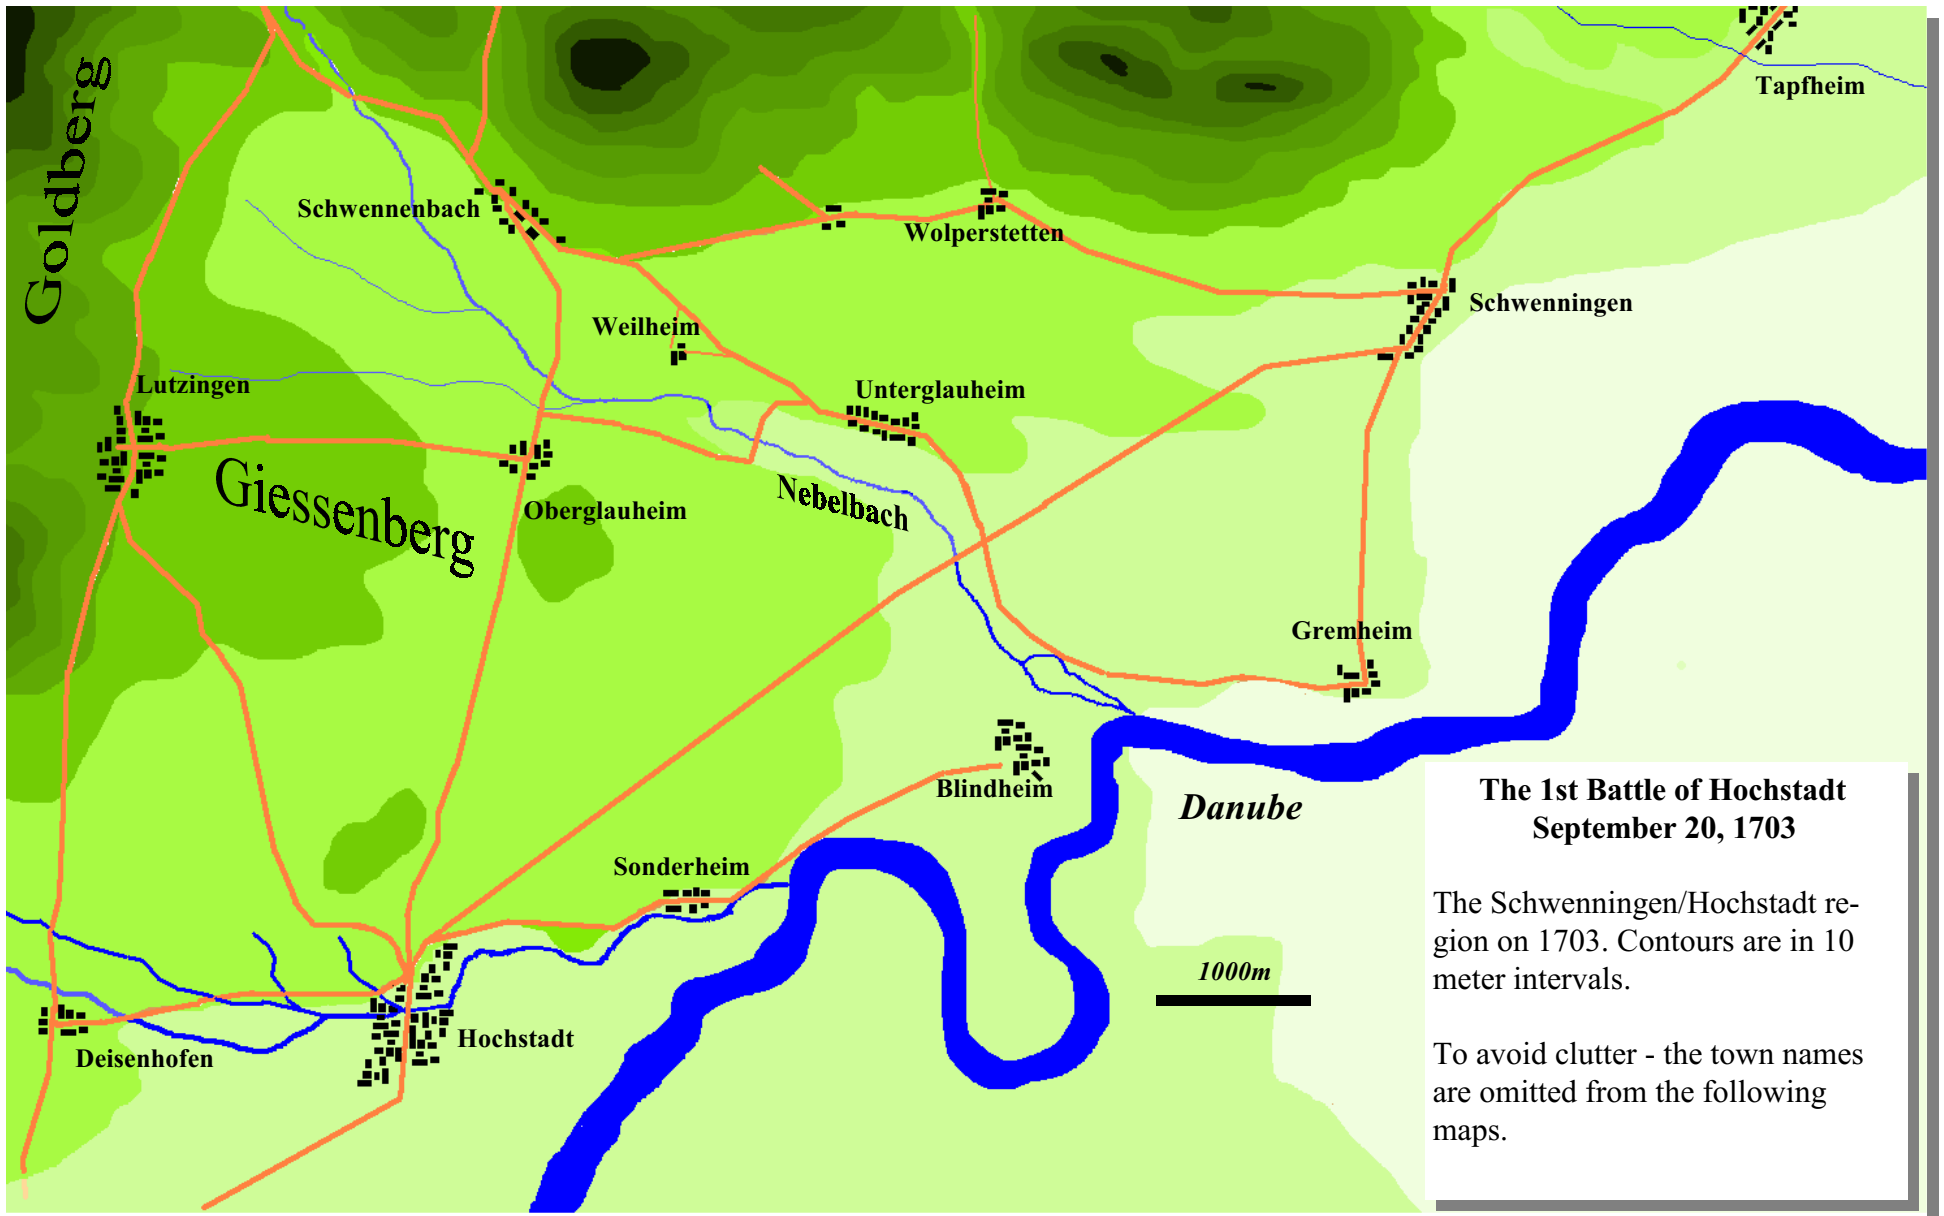 Tapfheim
Goldberg
Schwennenbach
Wolperstetten
Schwenningen
Weilheim
Lutzingen
Unterglauheim
Giessenberg
Nebelbach
Oberglauheim
Gremheim
Blindheim
Danube
Sonderheim
1000m
Hochstadt
Deisenhofen
The 1st Battle of Hochstadt
September 20, 1703
The Schwenningen/Hochstadt re-
gion on 1703. Contours are in 10
meter intervals.
To avoid clutter - the town names
are omitted from the following
maps.